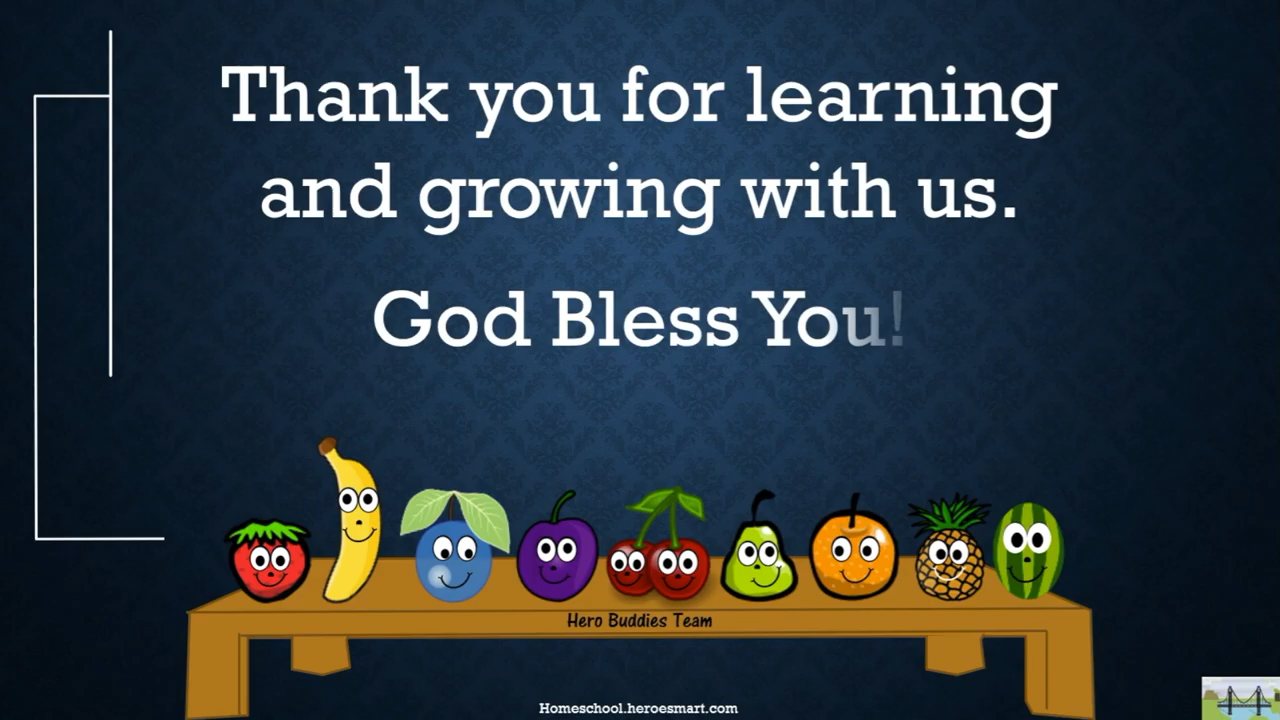 Thank you for learning
and growing with us.
God Bless You!
Hero Buddies Team
Homeschool.heroesmart.com